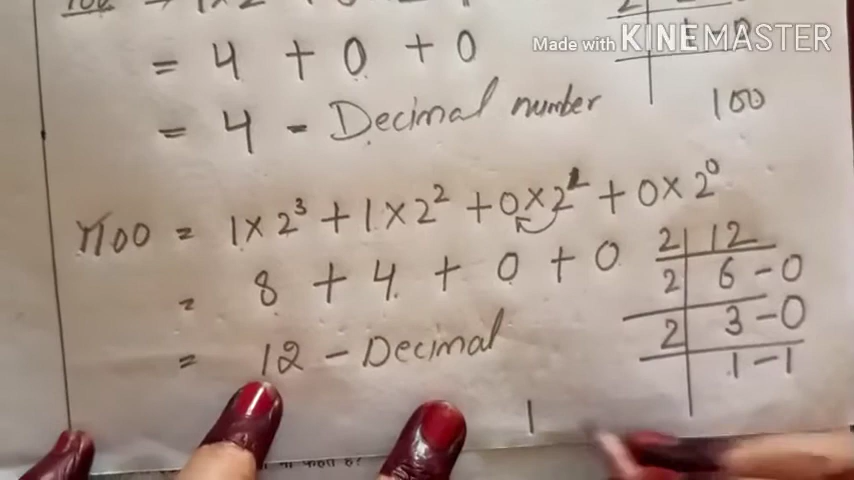 Made with KINEMASTER
= 4 + 0 + 0
100
= 4 - Decimal number
1100 = 1×2³ + 1×2² + 0×2¹ + 0×2⁰
2 | 12
= 8 + 4 + 0 + 0
2 | 6 - 0
2 | 3 - 0
= 12 - Decimal
1 - 1
1